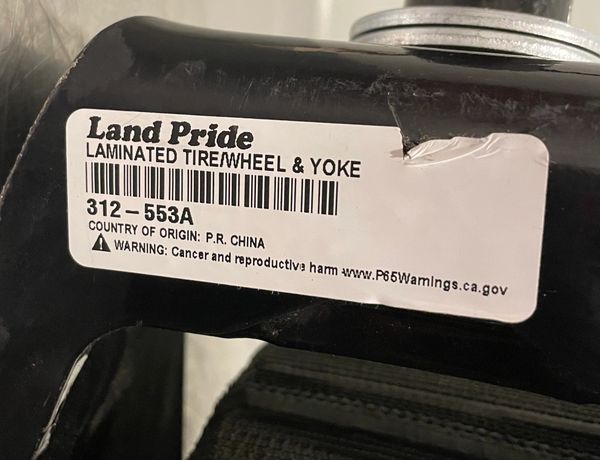 Land Pride
LAMINATED TIRE/WHEEL & YOKE
312-553A
COUNTRY OF ORIGIN: P.R. CHINA
WARNING: Cancer and reproductive harm www.P65Warnings.ca.gov